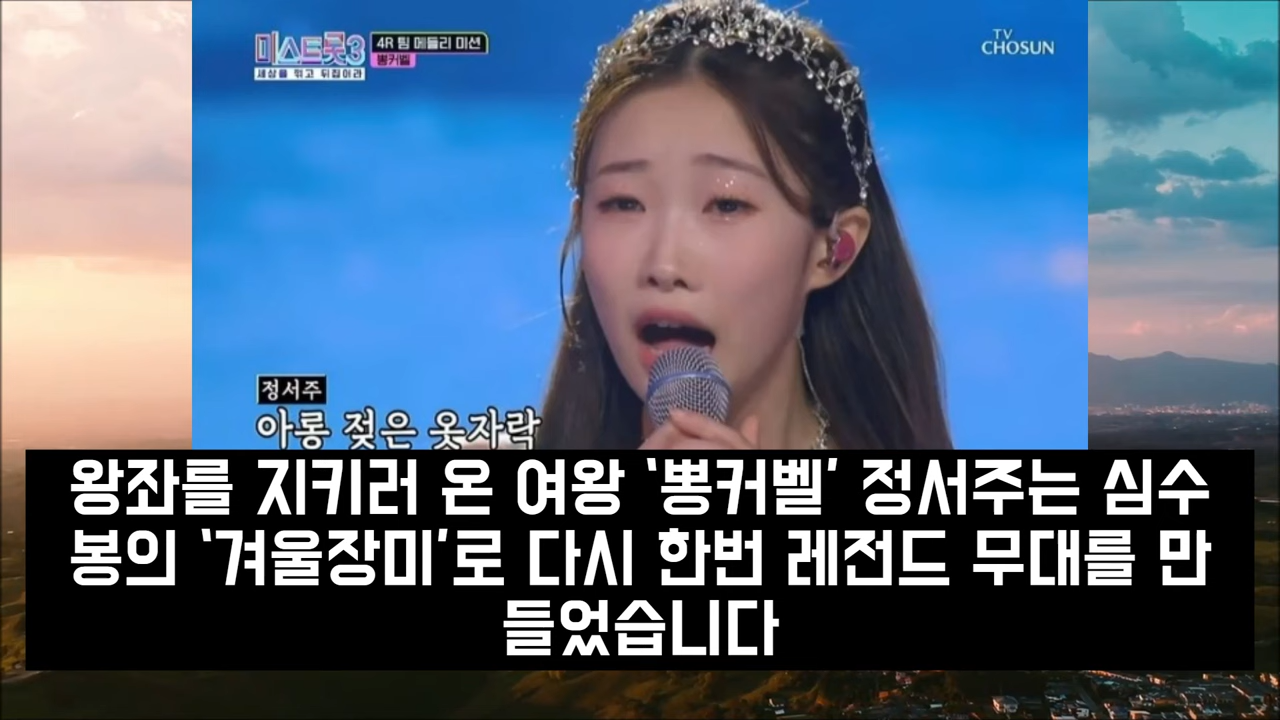 미스트롯3
세상을 꺾고 뒤집어라
4R 팀 메들리 미션
뽕커벨
TV
CHOSUN
정서주
아롱 젖은 옷자락
왕좌를 지키러 온 여왕 ‘뽕커벨’ 정서주는 심수
봉의 ‘겨울장미’로 다시 한번 레전드 무대를 만
들었습니다